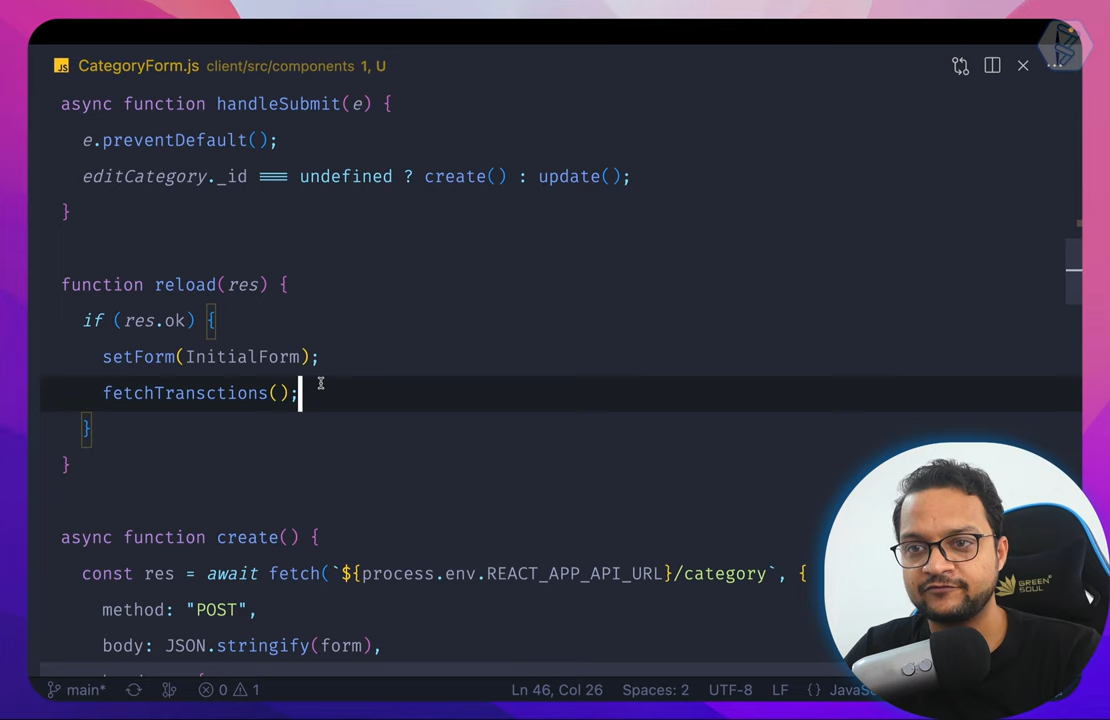 JS CategoryForm.js client/src/components 1, U
async function handleSubmit(e) {
e.preventDefault();
editCategory._id === undefined ? create() : update();
}
function reload(res) {
if (res.ok) {
setForm(InitialForm);
fetchTransctions();
}
}
async function create() {
const res = await fetch(`${process.env.REACT_APP_API_URL}/category`, {
method: "POST",
body: JSON.stringify(form),
GREEN
SOUL
main* 0 1 Ln 46, Col 26 Spaces: 2 UTF-8 LF {}